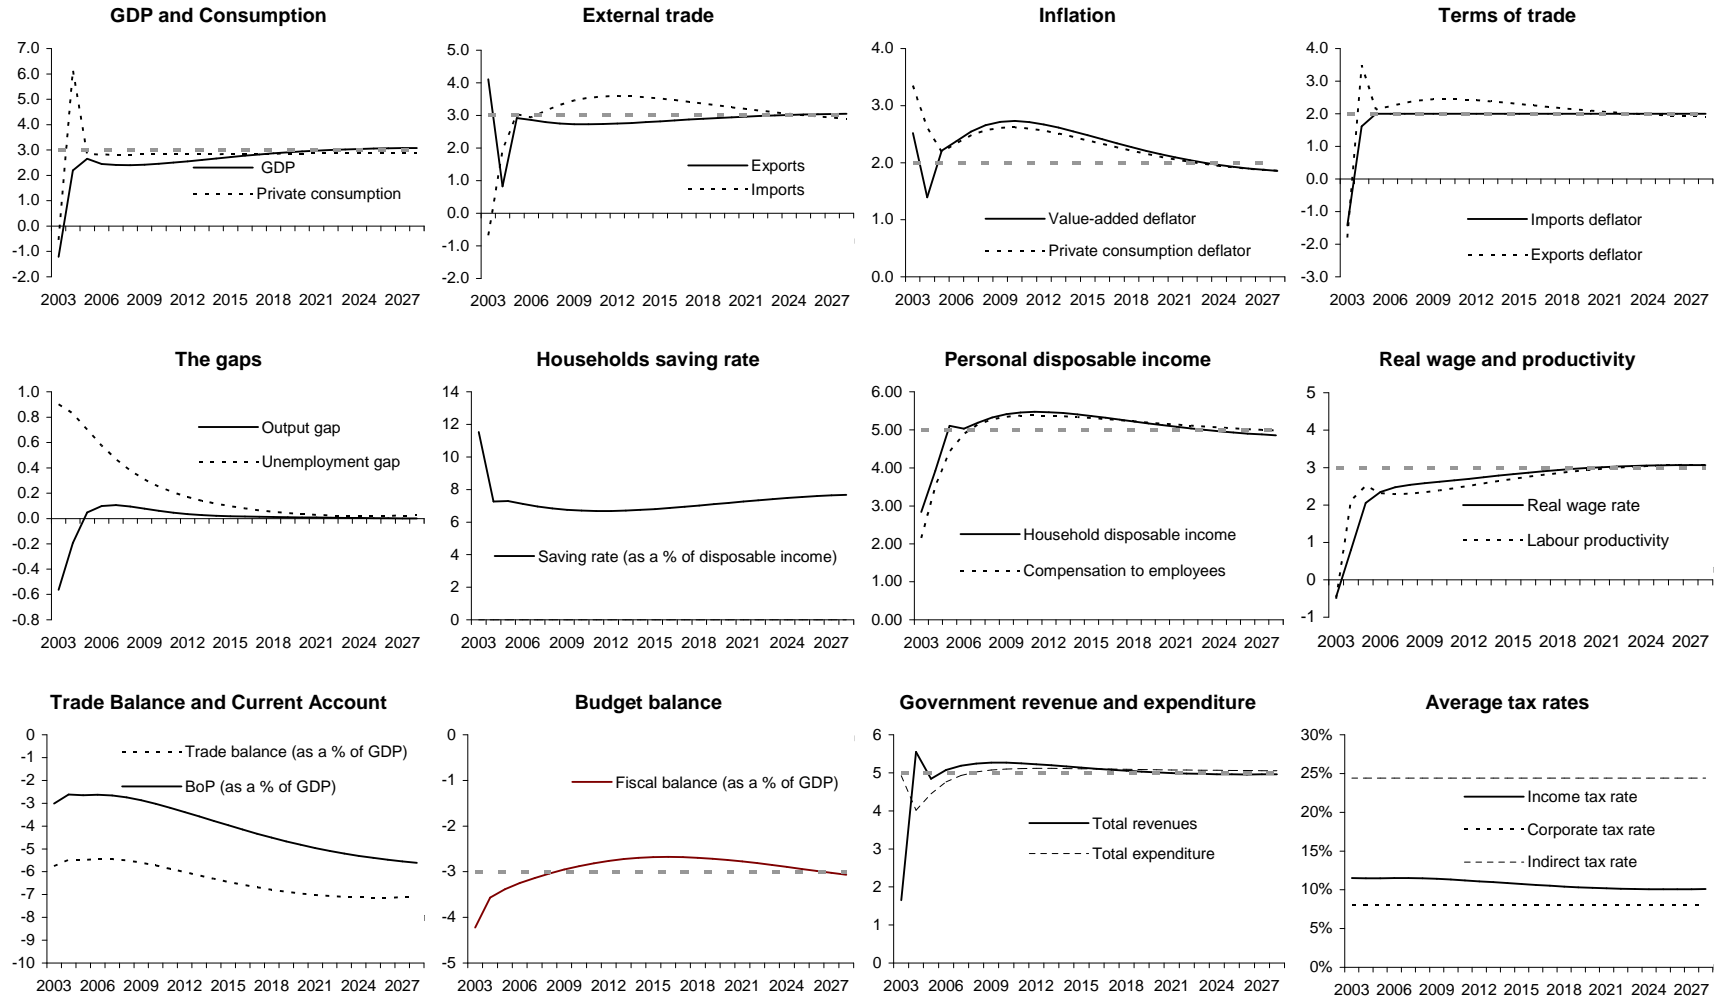 GDP and Consumption
7.0
6.0
5.0
4.0
3.0
2.0
1.0
0.0
-1.0
-2.0
GDP
Private consumption
2003 2006 2009 2012 2015 2018 2021 2024 2027
External trade
5.0
4.0
3.0
2.0
1.0
0.0
-1.0
-2.0
Exports
Imports
2003 2006 2009 2012 2015 2018 2021 2024 2027
Inflation
4.0
3.0
2.0
1.0
0.0
Value-added deflator
Private consumption deflator
2003 2006 2009 2012 2015 2018 2021 2024 2027
Terms of trade
4.0
3.0
2.0
1.0
0.0
-1.0
-2.0
-3.0
Imports deflator
Exports deflator
2003 2006 2009 2012 2015 2018 2021 2024 2027
The gaps
1.0
0.8
0.6
0.4
0.2
0.0
-0.2
-0.4
-0.6
-0.8
Output gap
Unemployment gap
2003 2006 2009 2012 2015 2018 2021 2024 2027
Households saving rate
14
12
10
8
6
4
2
0
Saving rate (as a % of disposable income)
2003 2006 2009 2012 2015 2018 2021 2024 2027
Personal disposable income
6.00
5.00
4.00
3.00
2.00
1.00
0.00
Household disposable income
Compensation to employees
2003 2006 2009 2012 2015 2018 2021 2024 2027
Real wage and productivity
5
4
3
2
1
0
-1
Real wage rate
Labour productivity
2003 2006 2009 2012 2015 2018 2021 2024 2027
Trade Balance and Current Account
0
-1
-2
-3
-4
-5
-6
-7
-8
-9
-10
Trade balance (as a % of GDP)
BoP (as a % of GDP)
2003 2006 2009 2012 2015 2018 2021 2024 2027
Budget balance
0
-1
-2
-3
-4
-5
Fiscal balance (as a % of GDP)
2003 2006 2009 2012 2015 2018 2021 2024 2027
Government revenue and expenditure
6
5
4
3
2
1
0
Total revenues
Total expenditure
2003 2006 2009 2012 2015 2018 2021 2024 2027
Average tax rates
30%
25%
20%
15%
10%
5%
0%
Income tax rate
Corporate tax rate
Indirect tax rate
2003 2006 2009 2012 2015 2018 2021 2024 2027